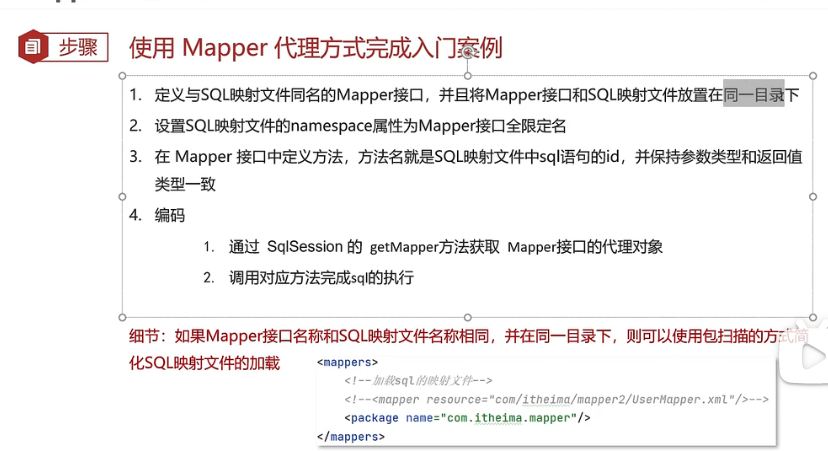 步骤
使用 Mapper 代理方式完成入门案例
1. 定义与SQL映射文件同名的Mapper接口，并且将Mapper接口和SQL映射文件放置在同一目录下
2. 设置SQL映射文件的namespace属性为Mapper接口全限定名
3. 在 Mapper 接口中定义方法，方法名就是SQL映射文件中sql语句的id，并保持参数类型和返回值
类型一致
4. 编码
1. 通过 SqlSession 的 getMapper方法获取 Mapper接口的代理对象
2. 调用对应方法完成sql的执行
细节：如果Mapper接口名称和SQL映射文件名称相同，并在同一目录下，则可以使用包扫描的方式简
化SQL映射文件的加载
<mappers>
<!--加载sql的映射文件-->
<!--<mapper resource="com/itheima/mapper2/UserMapper.xml"/>-->
<package name="com.itheima.mapper"/>
</mappers>